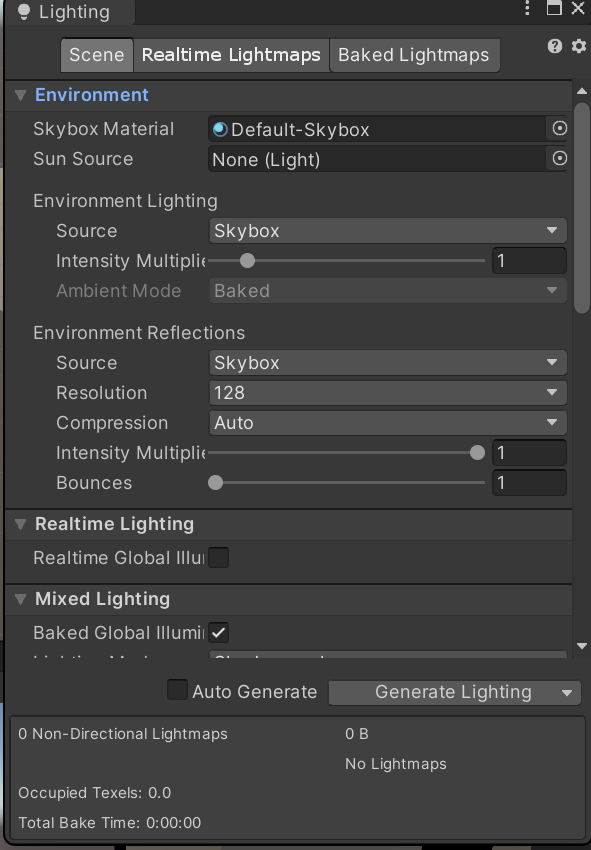 Lighting
Scene Realtime Lightmaps Baked Lightmaps
Environment
Skybox Material Default-Skybox
Sun Source None (Light)
Environment Lighting
Source Skybox
Intensity Multiplie 1
Ambient Mode Baked
Environment Reflections
Source Skybox
Resolution 128
Compression Auto
Intensity Multiplie 1
Bounces 1
Realtime Lighting
Realtime Global Illu
Mixed Lighting
Baked Global Illumi
Auto Generate Generate Lighting
0 Non-Directional Lightmaps 0 B
No Lightmaps
Occupied Texels: 0.0
Total Bake Time: 0:00:00